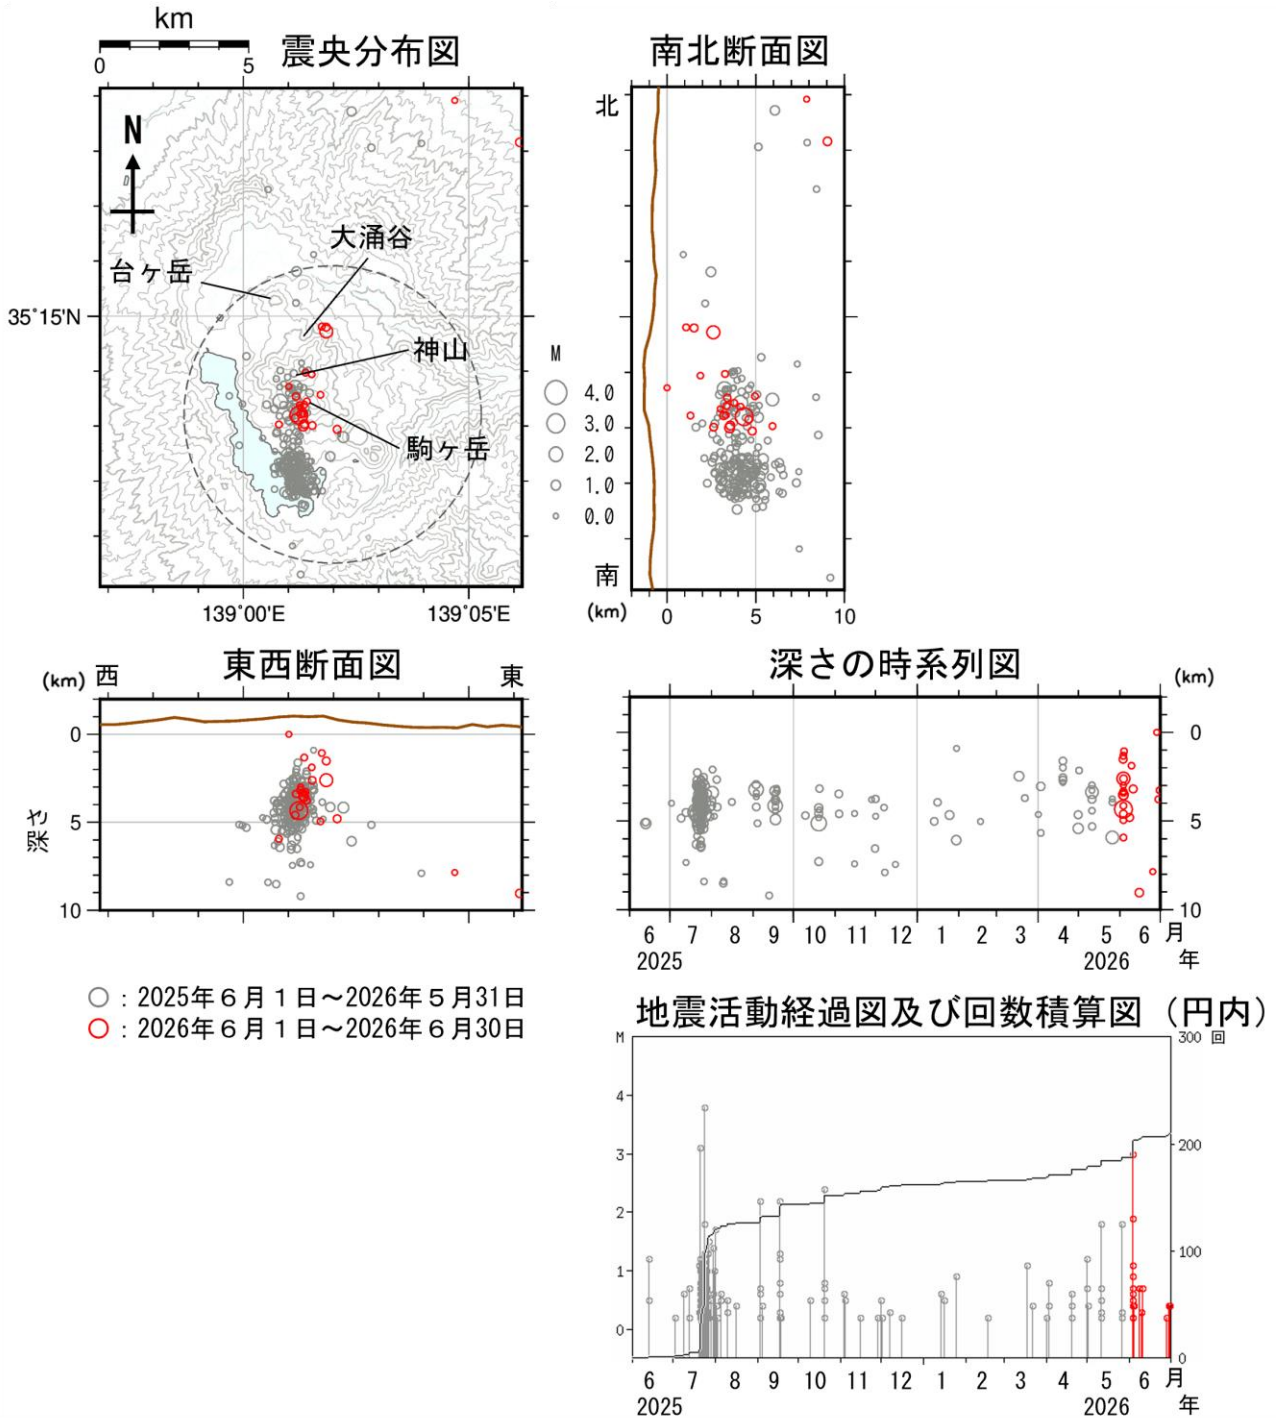 km
0 5
震央分布図
N
大涌谷
台ヶ岳
35°15'N
神山
駒ヶ岳
139°00'E 139°05'E
M
4.0
3.0
2.0
1.0
0.0
南北断面図
北
南
(km) 0 5 10
東西断面図
(km) 西 東
0
5
10
深さ
深さの時系列図
(km)
0
5
10
6 7 8 9 10 11 12 1 2 3 4 5 6 月
2025 2026 年
○ : 2025年6月1日～2026年5月31日
○ : 2026年6月1日～2026年6月30日
地震活動経過図及び回数積算図（円内）
M 300 回
4
3
2
1
0
200
100
0
6 7 8 9 10 11 12 1 2 3 4 5 6 月
2025 2026 年